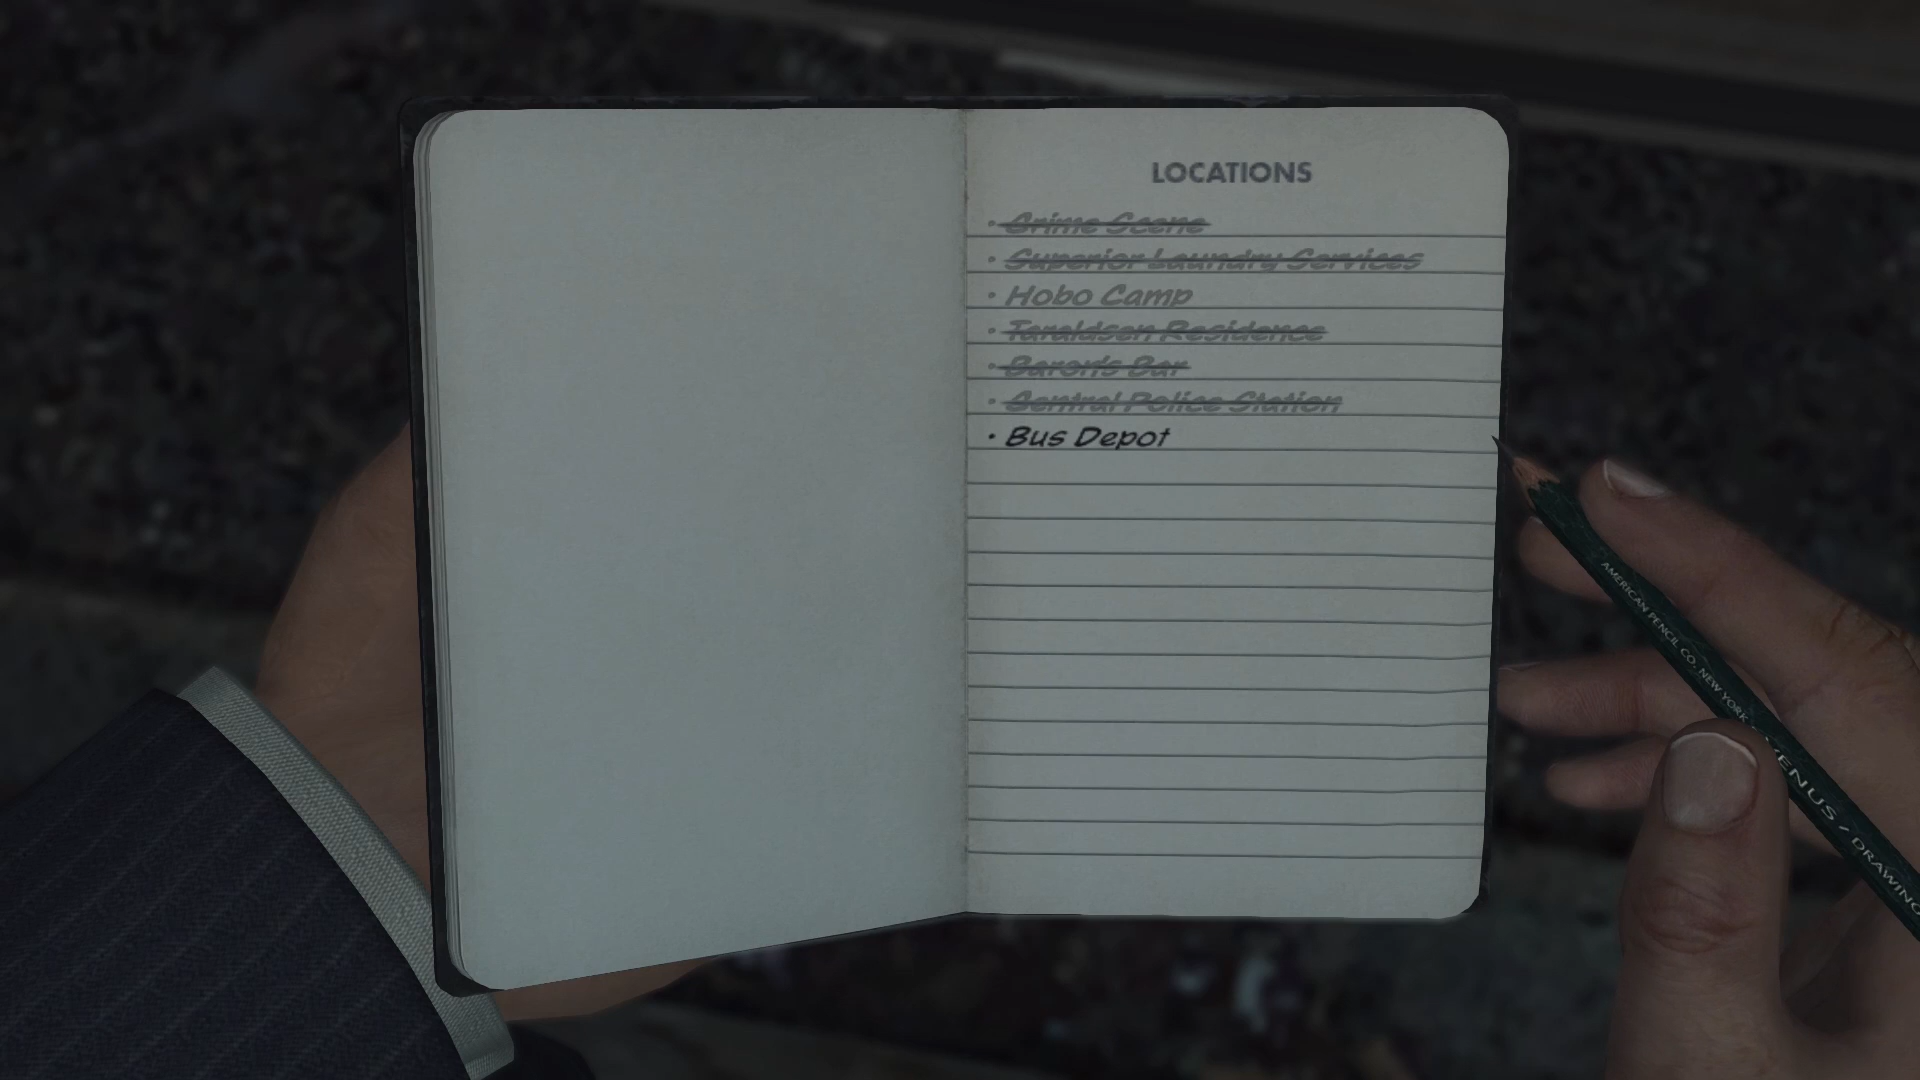 LOCATIONS
• Crime Scene
• Superior Laundry Services
• Hobo Camp
• Taraldsen Residence
• Baron's Bar
• Central Police Station
• Bus Depot
AMERICAN PENCIL CO. NEW YORK VENUS / DRAWING